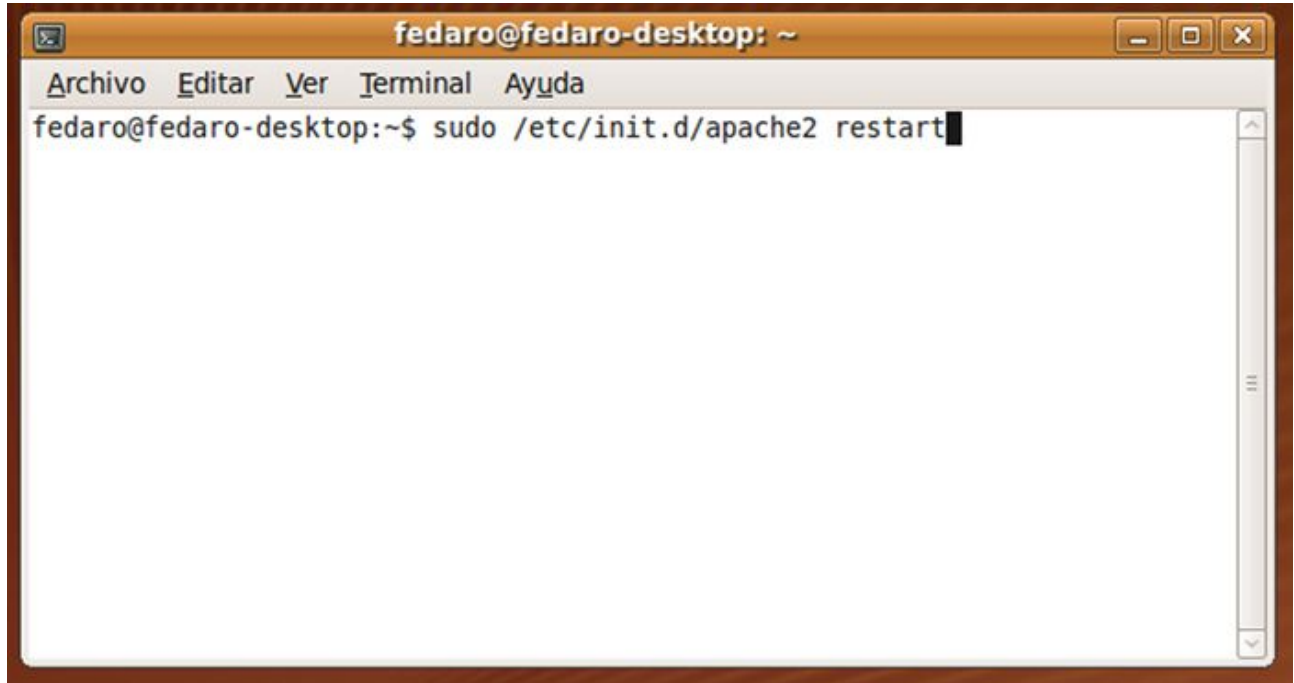 fedaro@fedaro-desktop: ~
Archivo Editar Ver Terminal Ayuda
fedaro@fedaro-desktop:~$ sudo /etc/init.d/apache2 restart